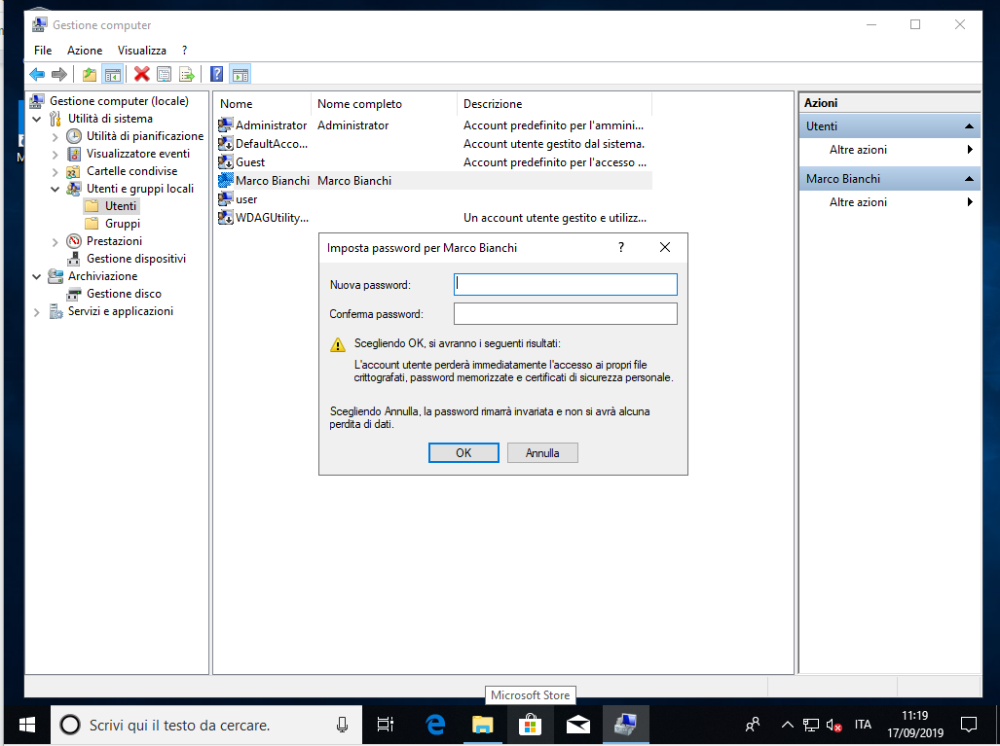 Gestione computer
File Azione Visualizza ?
Gestione computer (locale)
Utilità di sistema
Utilità di pianificazione
Visualizzatore eventi
Cartelle condivise
Utenti e gruppi locali
Utenti
Gruppi
Prestazioni
Gestione dispositivi
Archiviazione
Gestione disco
Servizi e applicazioni
Nome Nome completo Descrizione
Administrator Administrator Account predefinito per l'ammini...
DefaultAcco... Account utente gestito dal sistema.
Guest Account predefinito per l'accesso ...
Marco Bianchi Marco Bianchi
user
WDAGUtility... Un account utente gestito e utilizz...
Azioni
Utenti
Altre azioni
Marco Bianchi
Altre azioni
Imposta password per Marco Bianchi ?
Nuova password:
Conferma password:
Scegliendo OK, si avranno i seguenti risultati:
L'account utente perderà immediatamente l'accesso ai propri file
crittografati, password memorizzate e certificati di sicurezza personale.
Scegliendo Annulla, la password rimarrà invariata e non si avrà alcuna
perdita di dati.
OK Annulla
Microsoft Store
Scrivi qui il testo da cercare.
ITA
11:19
17/09/2019